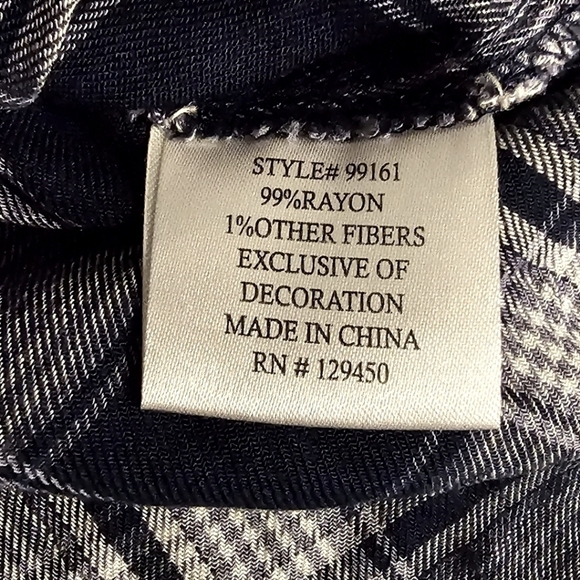 STYLE# 99161
99%RAYON
1%OTHER FIBERS
EXCLUSIVE OF
DECORATION
MADE IN CHINA
RN # 129450